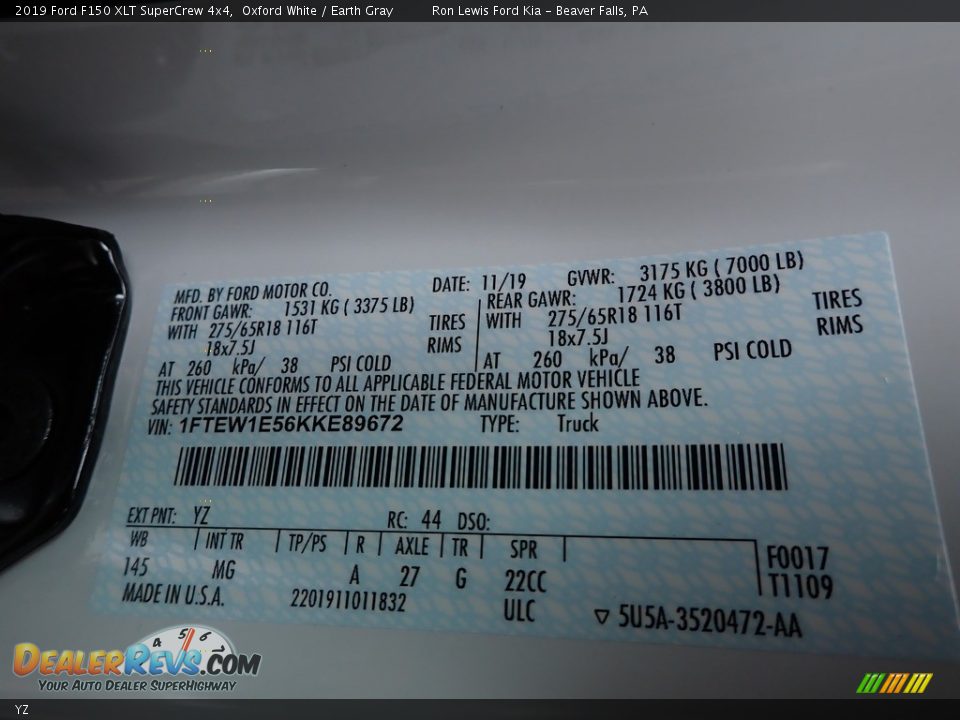 2019 Ford F150 XLT SuperCrew 4x4, Oxford White / Earth Gray Ron Lewis Ford Kia - Beaver Falls, PA
MFD. BY FORD MOTOR CO. DATE: 11/19 GVWR: 3175 KG ( 7000 LB)
FRONT GAWR: 1531 KG ( 3375 LB) REAR GAWR: 1724 KG ( 3800 LB)
WITH 275/65R18 116T TIRES WITH 275/65R18 116T TIRES
18x7.5J RIMS 18x7.5J RIMS
AT 260 kPa/ 38 PSI COLD AT 260 kPa/ 38 PSI COLD
THIS VEHICLE CONFORMS TO ALL APPLICABLE FEDERAL MOTOR VEHICLE
SAFETY STANDARDS IN EFFECT ON THE DATE OF MANUFACTURE SHOWN ABOVE.
VIN: 1FTEW1E56KKE89672 TYPE: Truck
EXT PNT: YZ RC: 44 DSO:
WB INT TR TP/PS R AXLE TR SPR F0017
145 MG A 27 G 22CC T1109
MADE IN U.S.A. 2201911011832 ULC 5U5A-3520472-AA
4 5 6
DEALERREVS.COM
YOUR AUTO DEALER SUPERHIGHWAY
YZ